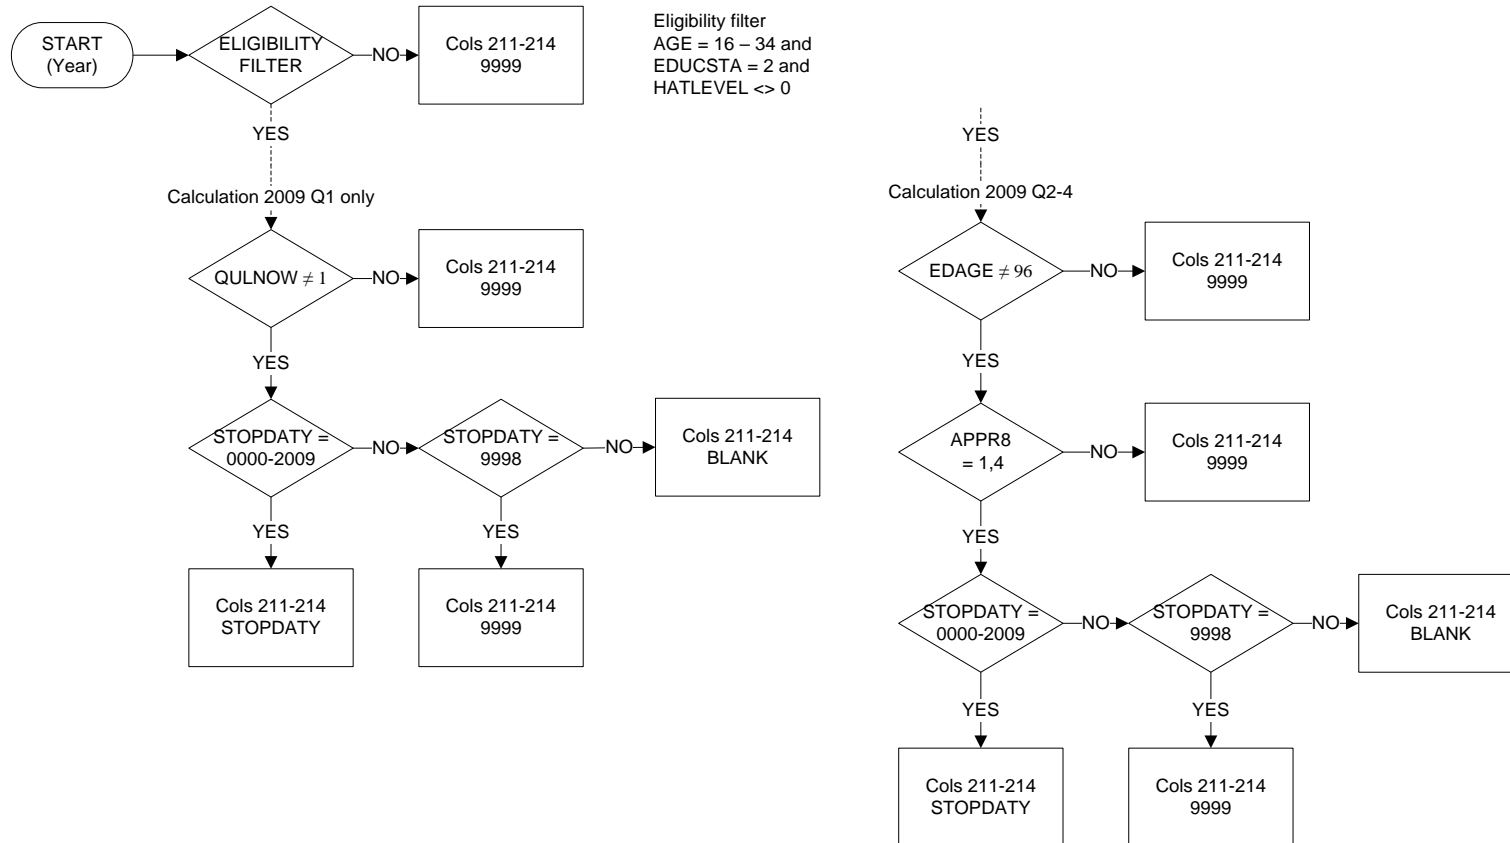 START
(Year)
ELIGIBILITY
FILTER
NO
Cols 211-214
9999
Eligibility filter
AGE = 16 – 34 and
EDUCSTA = 2 and
HATLEVEL <> 0
YES
Calculation 2009 Q1 only
QULNOW ≠ 1
NO
Cols 211-214
9999
YES
STOPDATY =
0000-2009
NO
STOPDATY =
9998
NO
Cols 211-214
BLANK
YES
YES
Cols 211-214
STOPDATY
Cols 211-214
9999
YES
Calculation 2009 Q2-4
EDAGE ≠ 96
NO
Cols 211-214
9999
YES
APPR8
= 1,4
NO
Cols 211-214
9999
YES
STOPDATY =
0000-2009
NO
STOPDATY =
9998
NO
Cols 211-214
BLANK
YES
YES
Cols 211-214
STOPDATY
Cols 211-214
9999